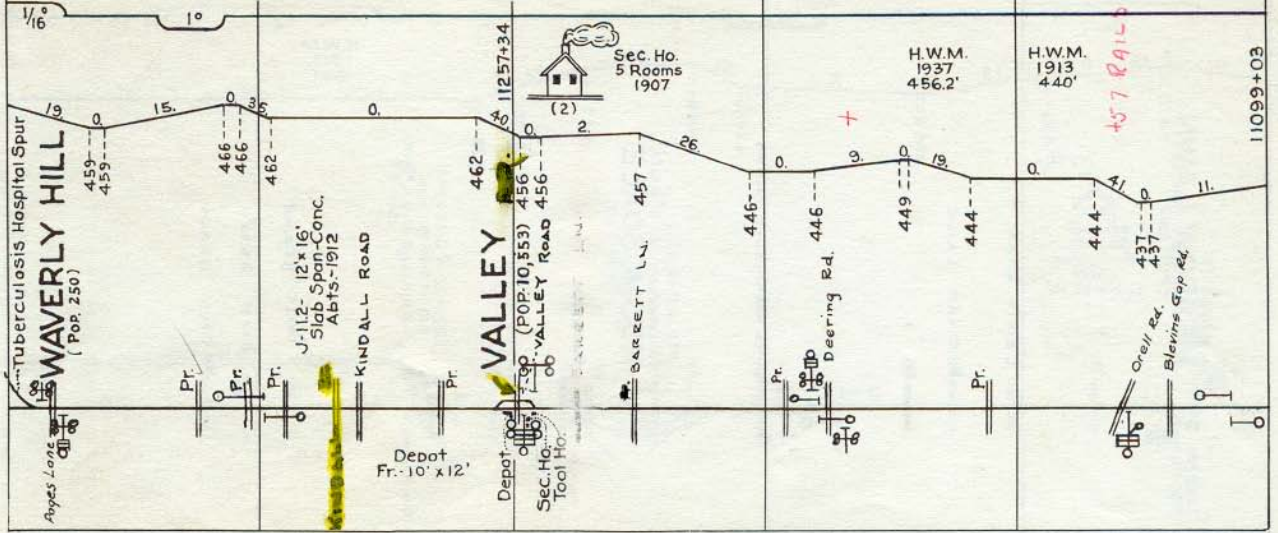 1/16°
1°
11257+34
Sec. Ho.
5 Rooms
1907
(2)
H.W.M.
1937
456.2'
H.W.M.
1913
440'
+57 RAILS
11099+03
19.
0.
15.
0.
35.
0.
40.
0.
2.
26.
0.
9.
0.
19.
0.
41.
0.
11.
459
459
466
466
462
462
456
456
457
446
446
449
444
444
437
437
Tuberculosis Hospital Spur
WAVERLY HILL
(POP. 250)
J-11.2- 12'x16'
Slab Span-Conc.
Abts.-1912
KINDALL ROAD
VALLEY
(POP-10,553)
VALLEY ROAD
BARRETT LN.
BARRETT LN.
Deering Rd.
Orell Rd.
Blevins Gap Rd.
Pr.
Pr.
Pr.
Pr.
Pr.
Pr.
Pages Lane
Depot
Fr.-10'x12'
Depot
Sec. Ho.
Tool Ho.